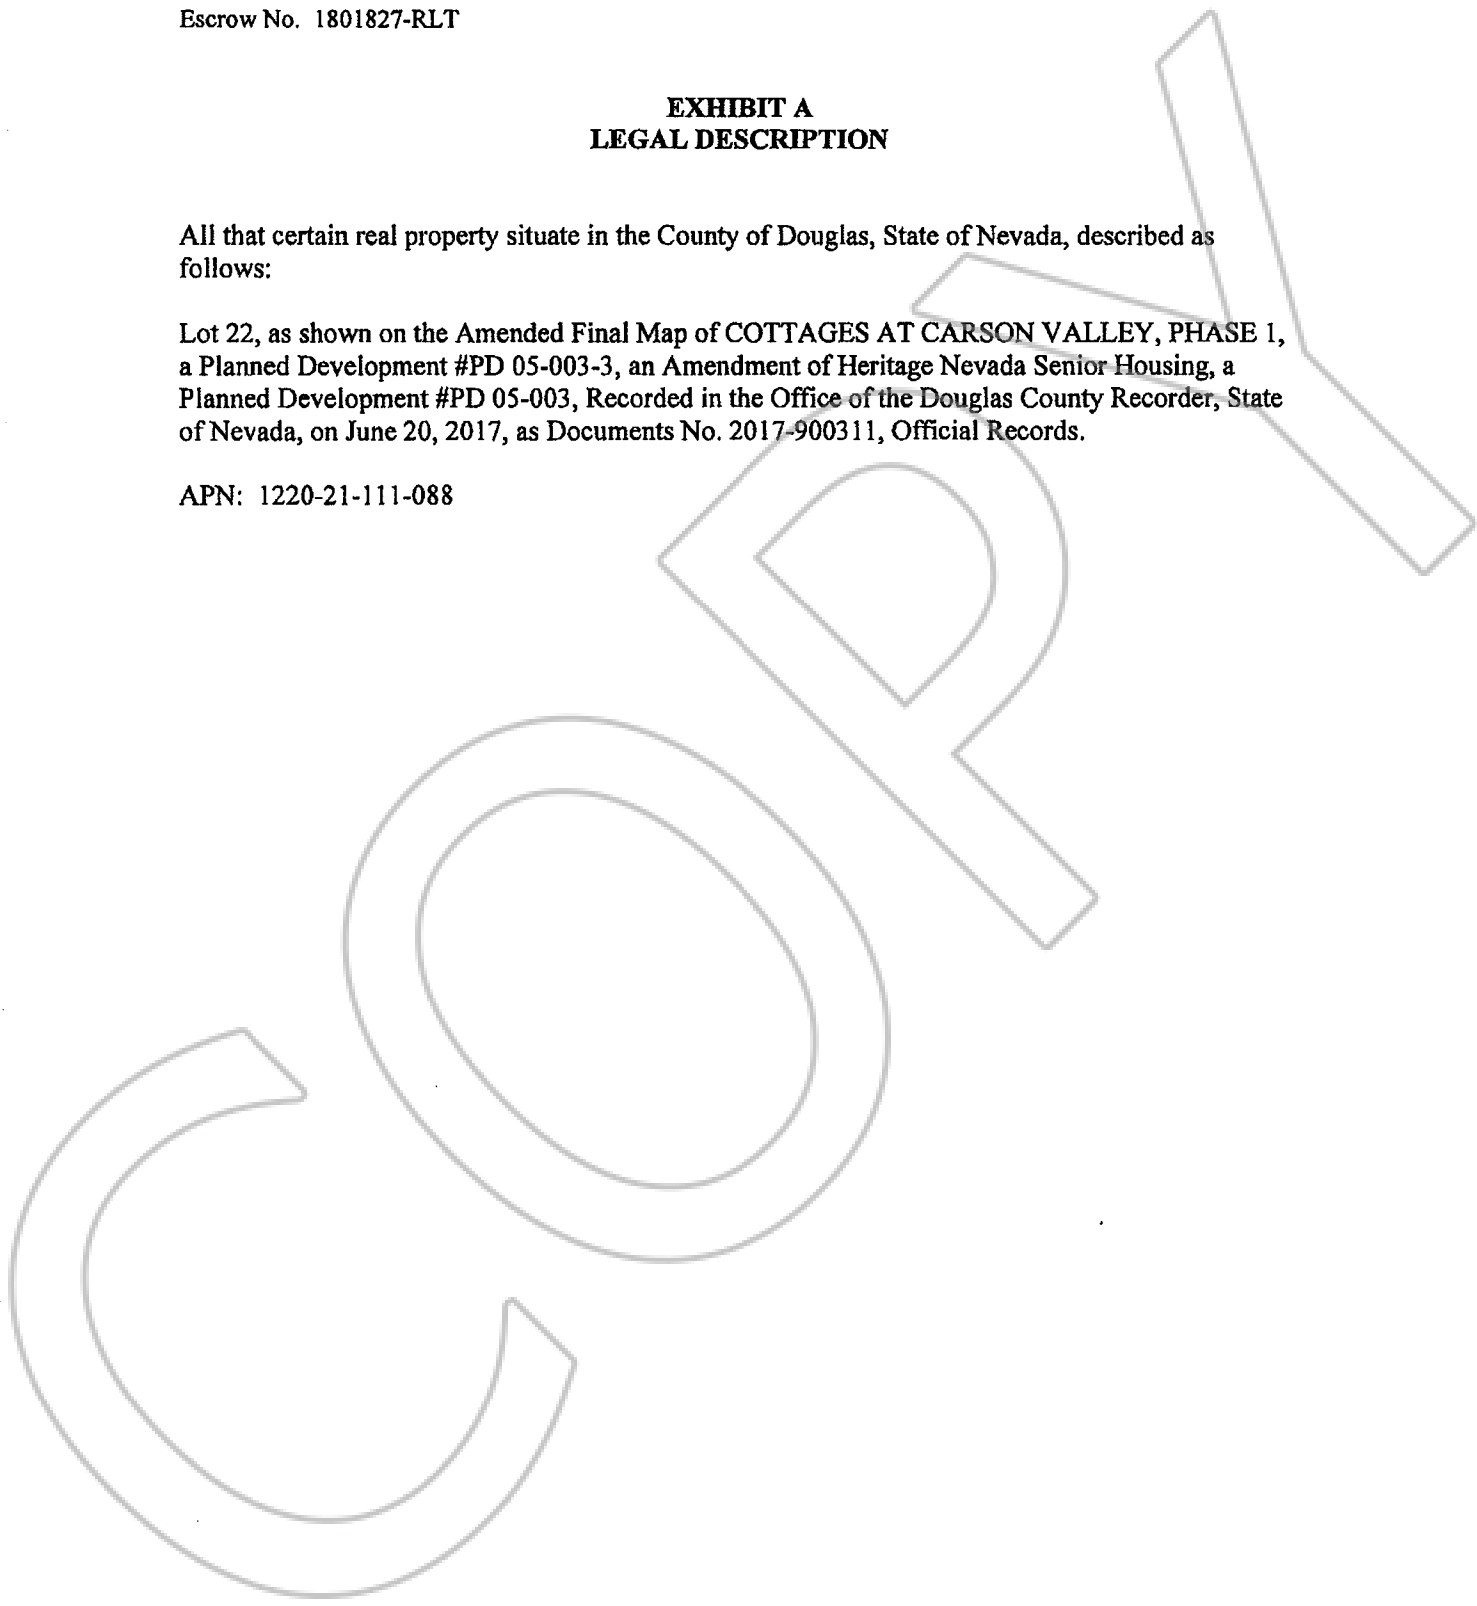 Escrow No. 1801827-RLT
EXHIBIT A
LEGAL DESCRIPTION
All that certain real property situate in the County of Douglas, State of Nevada, described as
follows:
Lot 22, as shown on the Amended Final Map of COTTAGES AT CARSON VALLEY, PHASE 1,
a Planned Development #PD 05-003-3, an Amendment of Heritage Nevada Senior Housing, a
Planned Development #PD 05-003, Recorded in the Office of the Douglas County Recorder, State
of Nevada, on June 20, 2017, as Documents No. 2017-900311, Official Records.
APN: 1220-21-111-088
COPY